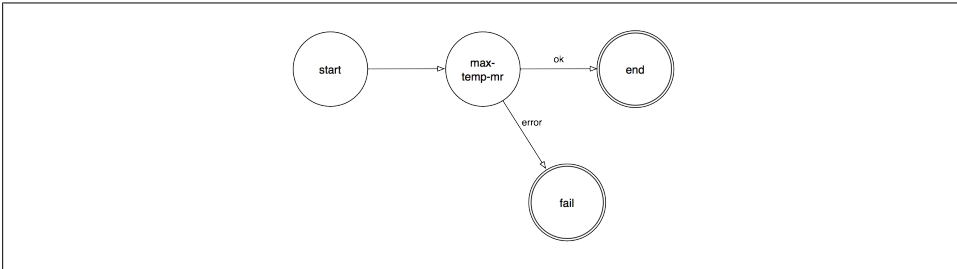 start
max-
temp-mr
ok
end
error
fail